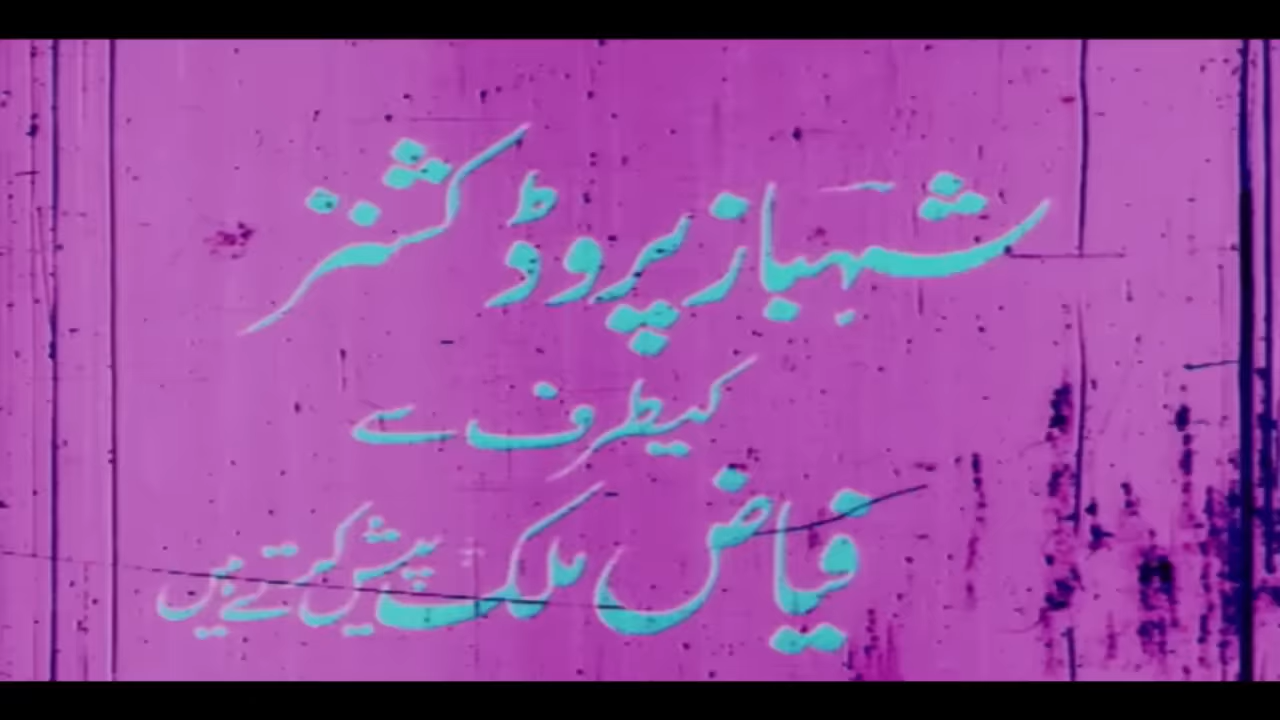 شہباز پروڈکشنز
کیطرف سے
فیاض ملک پیش کرتے ہیں